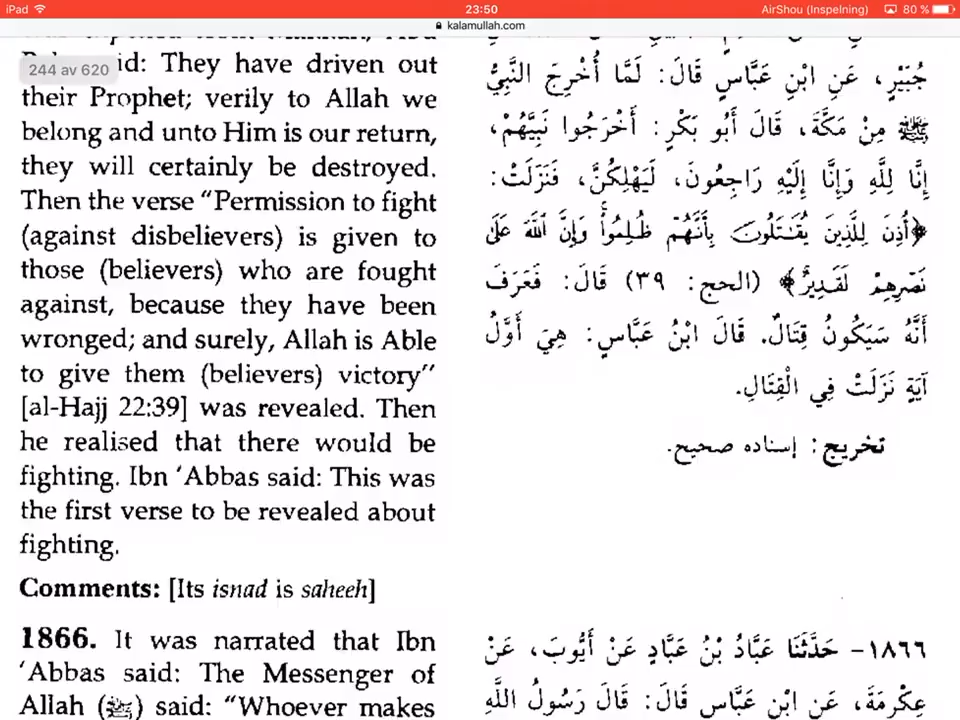 iPad
23:50
AirShou (Inspelning)
80 %
kalamullah.com
244 av 620
id: They have driven out
their Prophet; verily to Allah we
belong and unto Him is our return,
they will certainly be destroyed.
Then the verse “Permission to fight
(against disbelievers) is given to
those (believers) who are fought
against, because they have been
wronged; and surely, Allah is Able
to give them (believers) victory”
[al-Hajj 22:39] was revealed. Then
he realised that there would be
fighting. Ibn ‘Abbas said: This was
the first verse to be revealed about
fighting.
Comments: [Its isnad is saheeh]
1866. It was narrated that Ibn
‘Abbas said: The Messenger of
Allah (ﷺ) said: “Whoever makes
جُبَيْرٍ، عَنِ ابْنِ عَبَّاسٍ قَالَ: لَمَّا أُخْرِجَ النَّبِيُّ
ﷺ مِنْ مَكَّةَ، قَالَ أَبُو بَكْرٍ: أَخْرَجُوا نَبِيَّهُمْ،
إِنَّا لِلَّهِ وَإِنَّا إِلَيْهِ رَاجِعُونَ، لَيَهْلِكُنَّ، فَنَزَلَتْ:
﴿أُذِنَ لِلَّذِينَ يُقَـٰتَلُونَ بِأَنَّهُمْ ظُلِمُوا۟ وَإِنَّ ٱللَّهَ عَلَىٰ
نَصْرِهِمْ لَقَدِيرٌ﴾ (الحج: ٣٩) قَالَ: فَعَرَفَ
أَنَّهُ سَيَكُونُ قِتَالٌ. قَالَ ابْنُ عَبَّاسٍ: هِيَ أَوَّلُ
آيَةٍ نَزَلَتْ فِي الْقِتَالِ.
تخريج: إسناده صحيح.
١٨٦٦- حَدَّثَنَا عَبَّادُ بْنُ عَبَّادٍ عَنْ أَيُّوبَ، عَنْ
عِكْرِمَةَ، عَنِ ابْنِ عَبَّاسٍ قَالَ: قَالَ رَسُولُ اللَّهِ